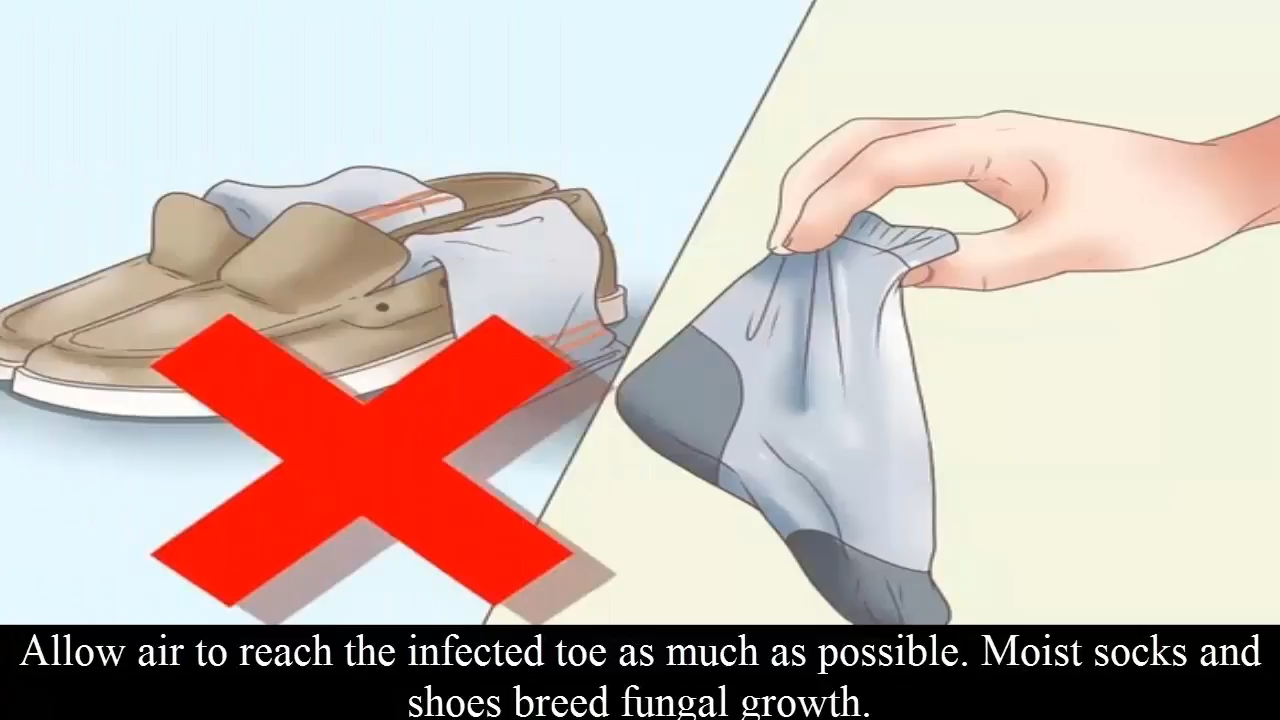 Allow air to reach the infected toe as much as possible. Moist socks and
shoes breed fungal growth.